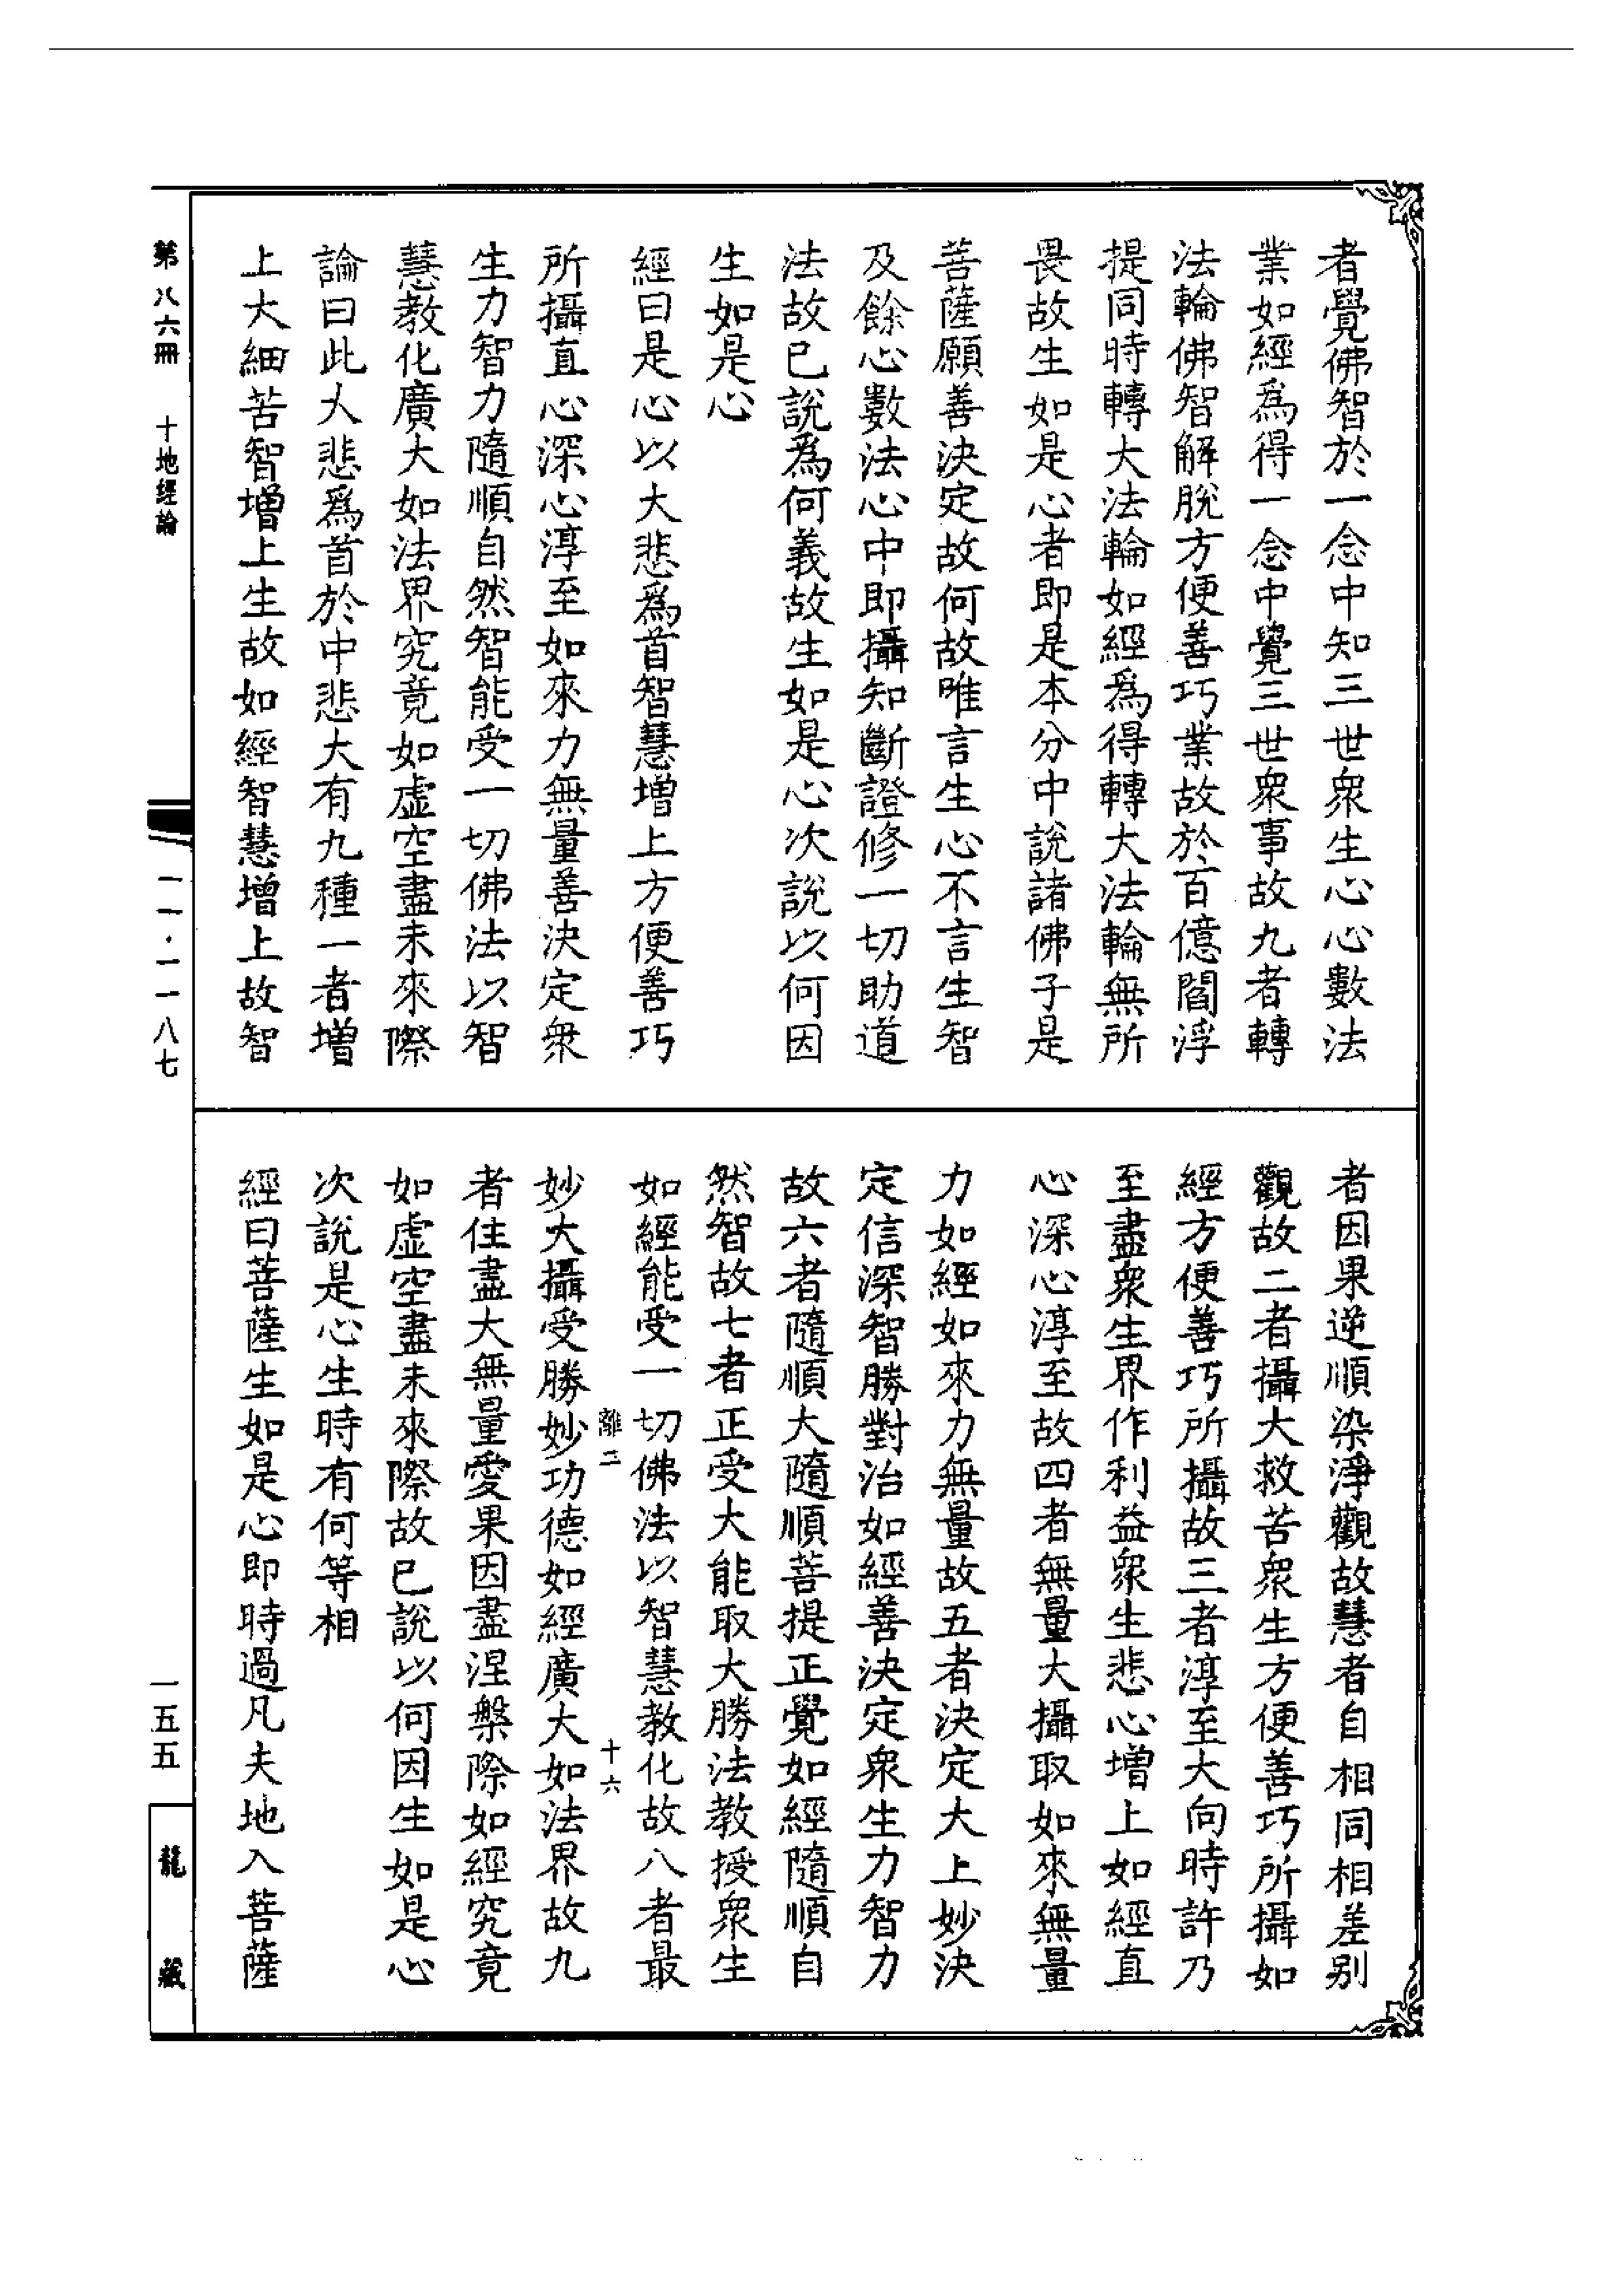 者覺佛智於一念中知三世衆生心心數法
業如經爲得一念中覺三世衆事故九者轉
法輪佛智解脫方便善巧業故於百億閻浮
提同時轉大法輪如經爲得轉大法輪無所
畏故生如是心者即是本分中說諸佛子是
菩薩願善決定故何故唯言生心不言生智
及餘心數法心中即攝知斷證修一切助道
法故已說爲何義故生如是心次說以何因
生如是心
經曰是心以大悲爲首智慧增上方便善巧
所攝直心深心淳至如來力無量善決定衆
生力智力隨順自然智能受一切佛法以智
慧教化廣大如法界究竟如虛空盡未來際
論曰此大悲爲首於中悲大有九種一者增
上大細苦智增上生故如經智慧增上故智
者因果逆順染淨觀故慧者自相同相差别
觀故二者攝大救苦衆生方便善巧所攝如
經方便善巧所攝故三者淳至大向時許乃
至盡衆生界作利益衆生悲心增上如經直
心深心淳至故四者無量大攝取如來無量
力如經如來力無量故五者決定大上妙決
定信深智勝對治如經善決定衆生力智力
故六者隨順大隨順菩提正覺如經隨順自
然智故七者正受大能取大勝法教授衆生
如經能受一切佛法以智慧教化故八者最
離三 十六
妙大攝受勝妙功德如經廣大如法界故九
者住盡大無量愛果因盡涅槃際如經究竟
如虛空盡未來際故已說以何因生如是心
次說是心生時有何等相
經曰菩薩生如是心即時過凡夫地入菩薩
第八六冊 十地經論
一一·一一八七
一五五
龍藏